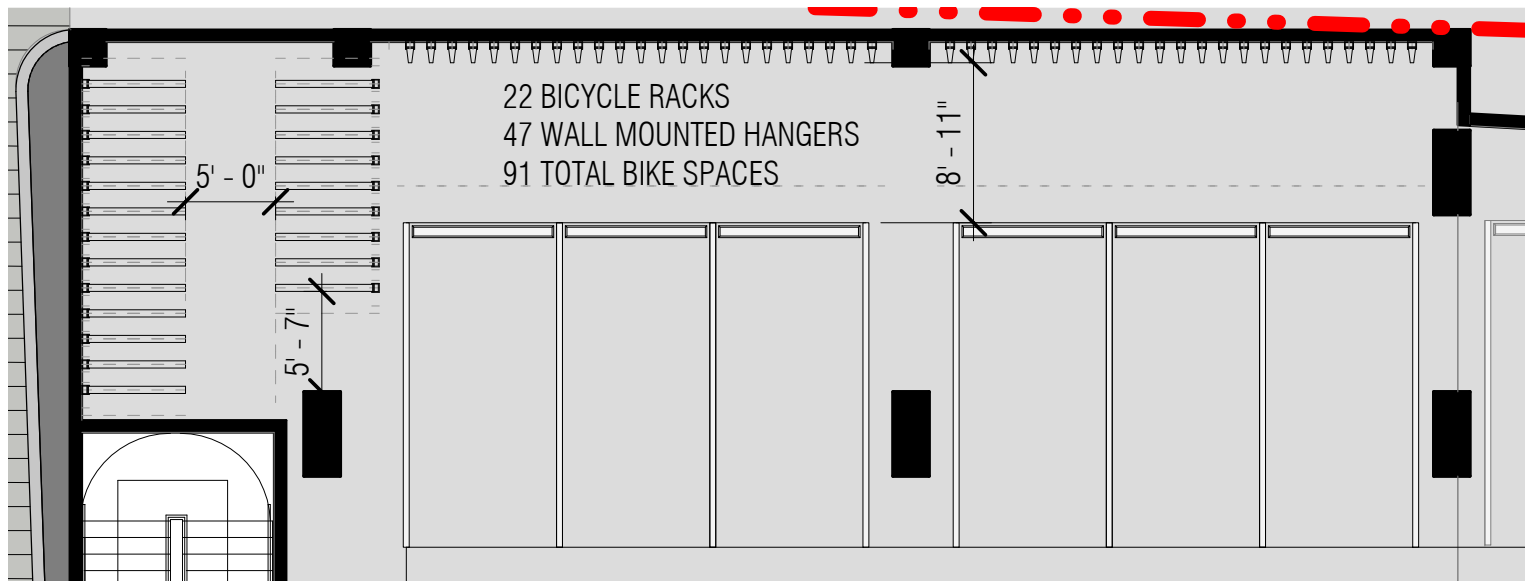 22 BICYCLE RACKS
47 WALL MOUNTED HANGERS
91 TOTAL BIKE SPACES
5' - 0"
8' - 11"
5' - 7"